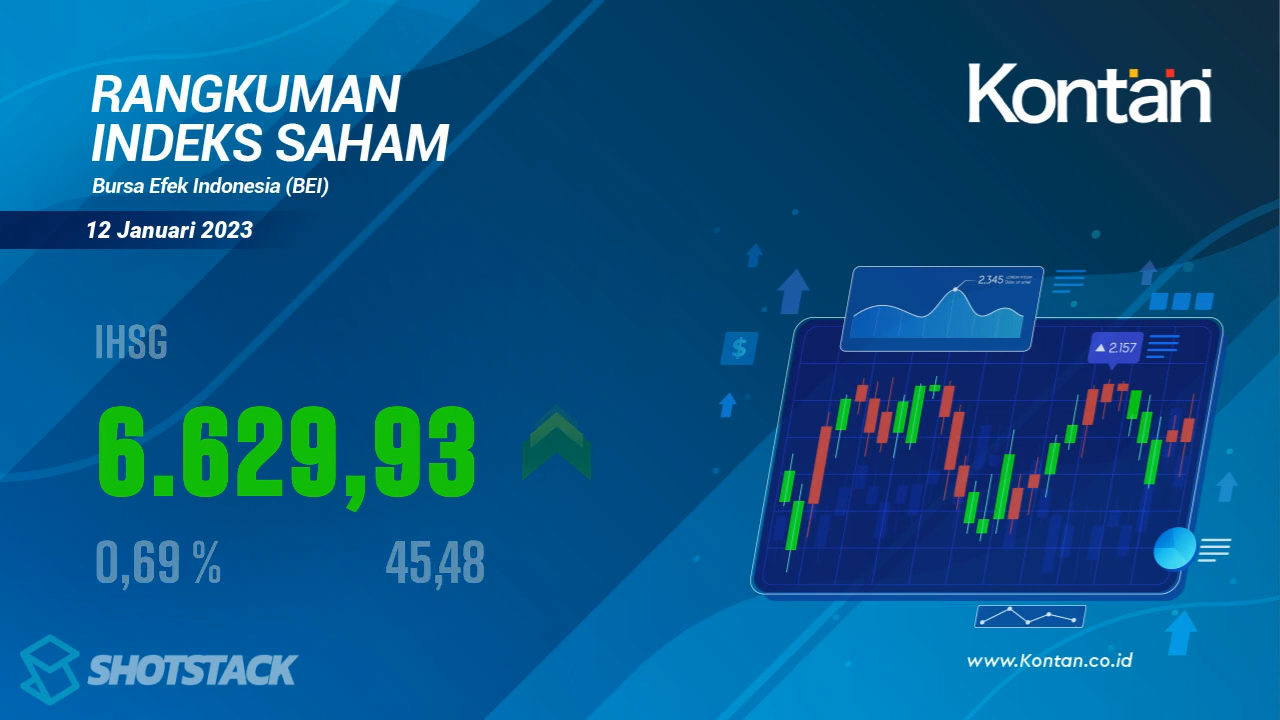 RANGKUMAN
INDEKS SAHAM
Bursa Efek Indonesia (BEI)
12 Januari 2023
Kontan
IHSG
6.629,93
0,69 %
45,48
2.345
$
2.157
SHOTSTACK
www.Kontan.co.id